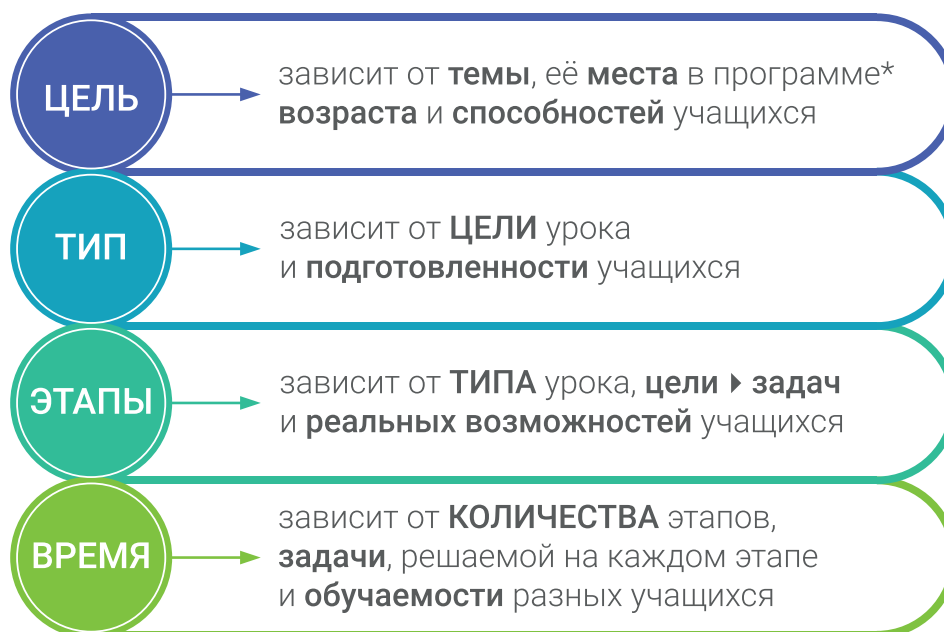 ЦЕЛЬ
зависит от темы, её места в программе*
возраста и способностей учащихся
ТИП
зависит от ЦЕЛИ урока
и подготовленности учащихся
ЭТАПЫ
зависит от ТИПА урока, цели ▸ задач
и реальных возможностей учащихся
ВРЕМЯ
зависит от КОЛИЧЕСТВА этапов,
задачи, решаемой на каждом этапе
и обучаемости разных учащихся